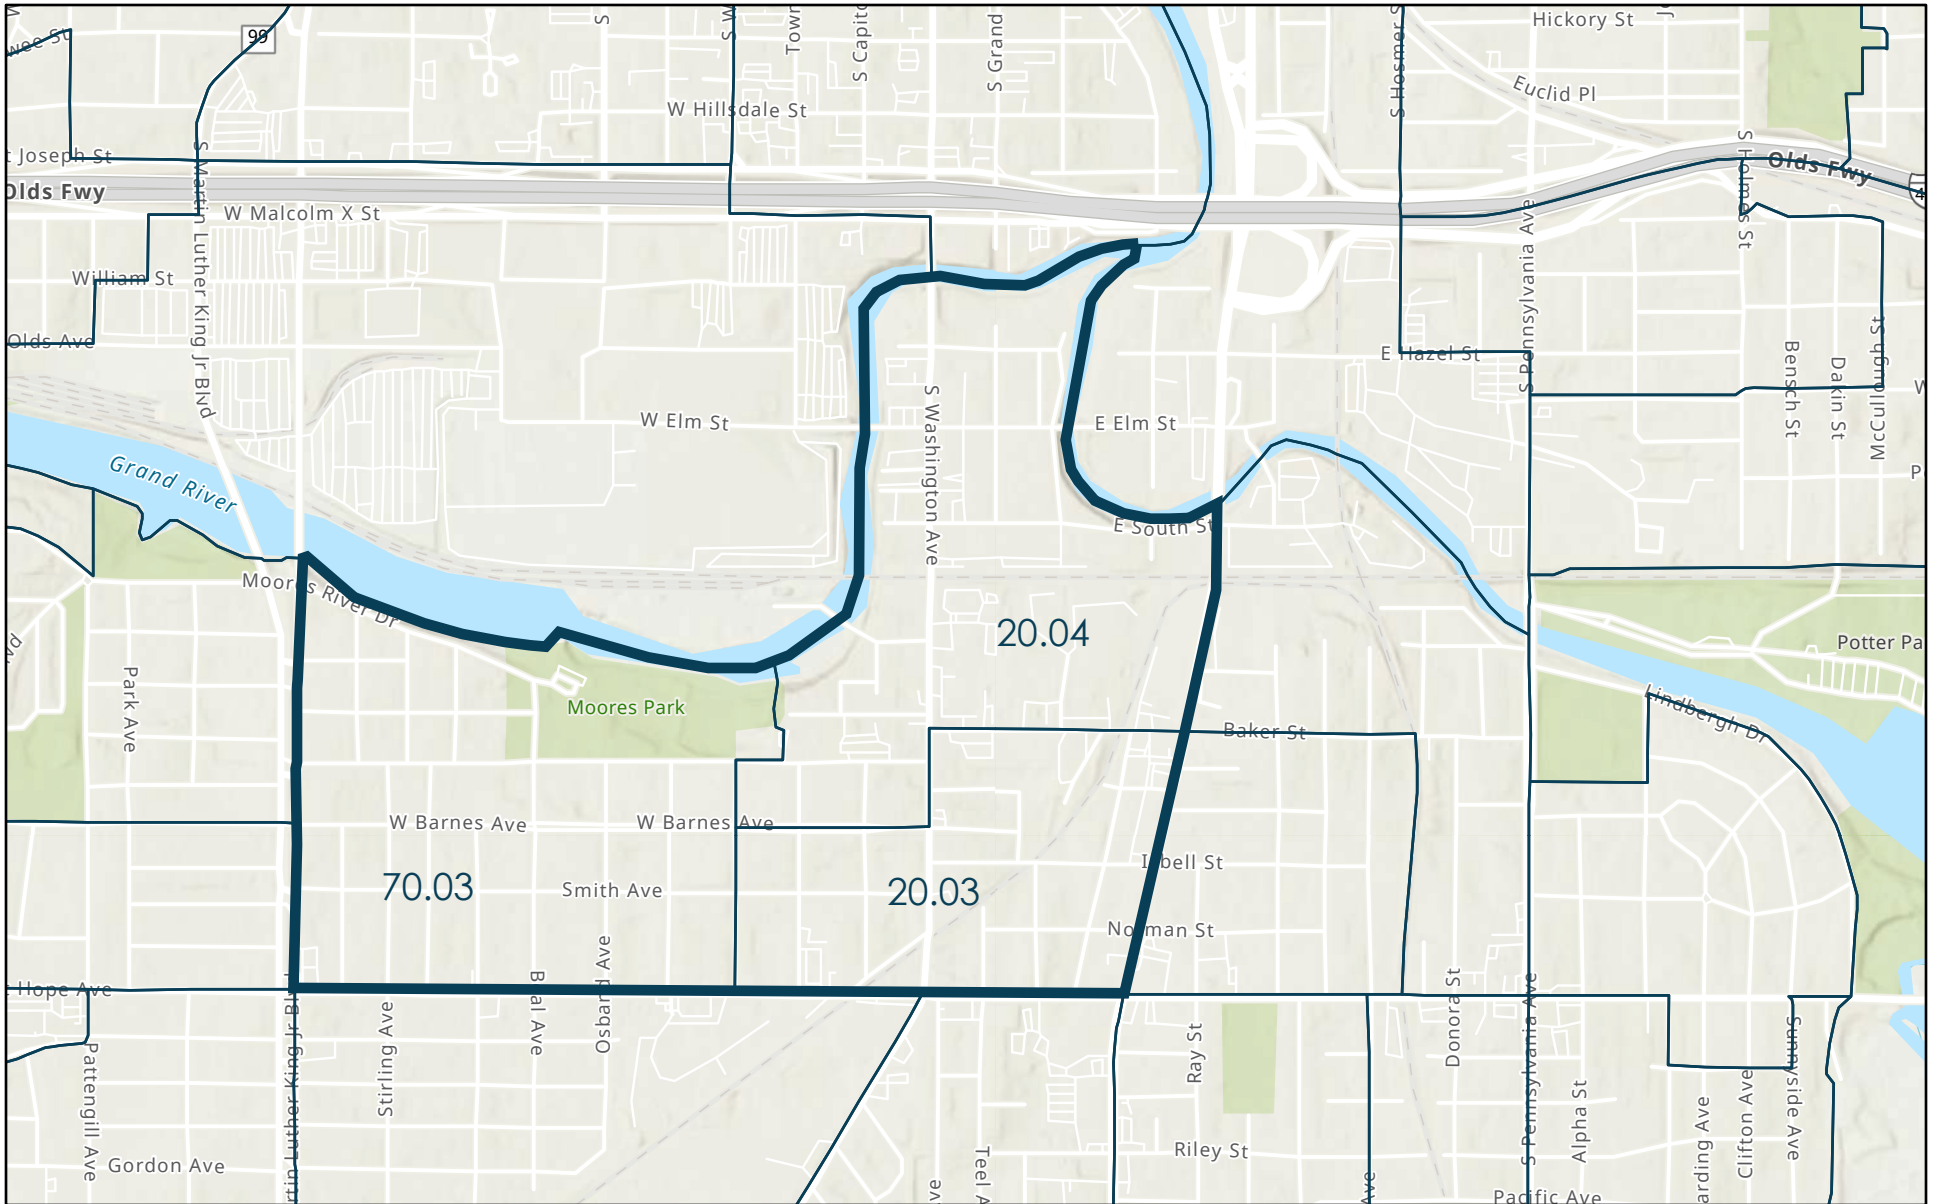 99
Hickory St
S Grand
S Hosmer S
Euclid Pl
W Hillsdale St
Joseph St
Olds Fwy
Olds Fwy
W Malcolm X St
S Holmes St
William St
S Martin Luther King Jr Blvd
S Pennsylvania Ave
Olds Ave
E Hazel St
Bensch St
Dakin St
McCullough St
W Elm St
S Washington Ave
E Elm St
Grand River
E South St
Moores River Dr
20.04
Potter Pa
Park Ave
Moores Park
Lindbergh Dr
Baker St
W Barnes Ave
W Barnes Ave
70.03
Smith Ave
20.03
Isbell St
Norman St
Hope Ave
Stirling Ave
Osband Ave
Donora St
S Pennsylvania Ave
Pattengill Ave
Ray St
Alpha St
Clifton Ave
Sunnyside Ave
Gordon Ave
Riley St
Pacific Ave